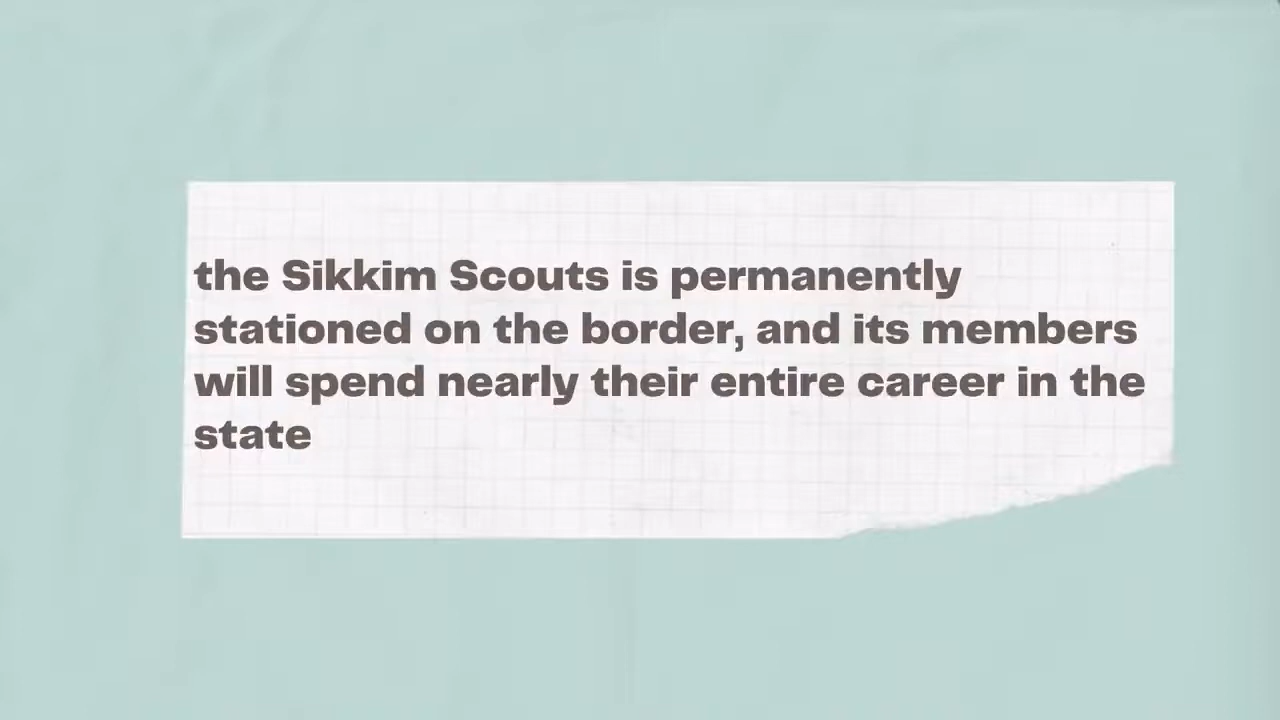 the Sikkim Scouts is permanently
stationed on the border, and its members
will spend nearly their entire career in the
state